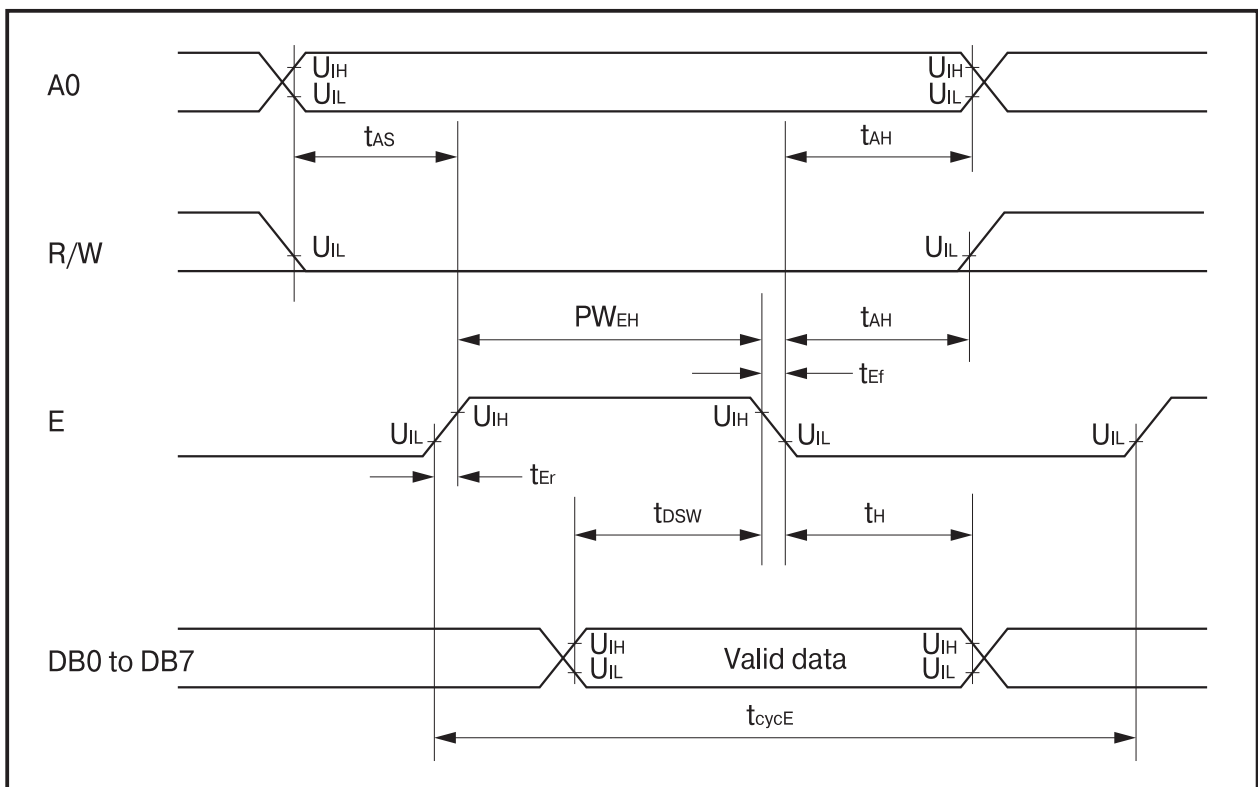 A0
UIH
UIL
UIH
UIL
tAS
tAH
R/W
UIL
UIL
PWEH
tAH
tEf
E
UIL
UIH
UIH
UIL
UIL
tEr
tDSW
tH
DB0 to DB7
UIH
UIL
Valid data
UIH
UIL
tcycE